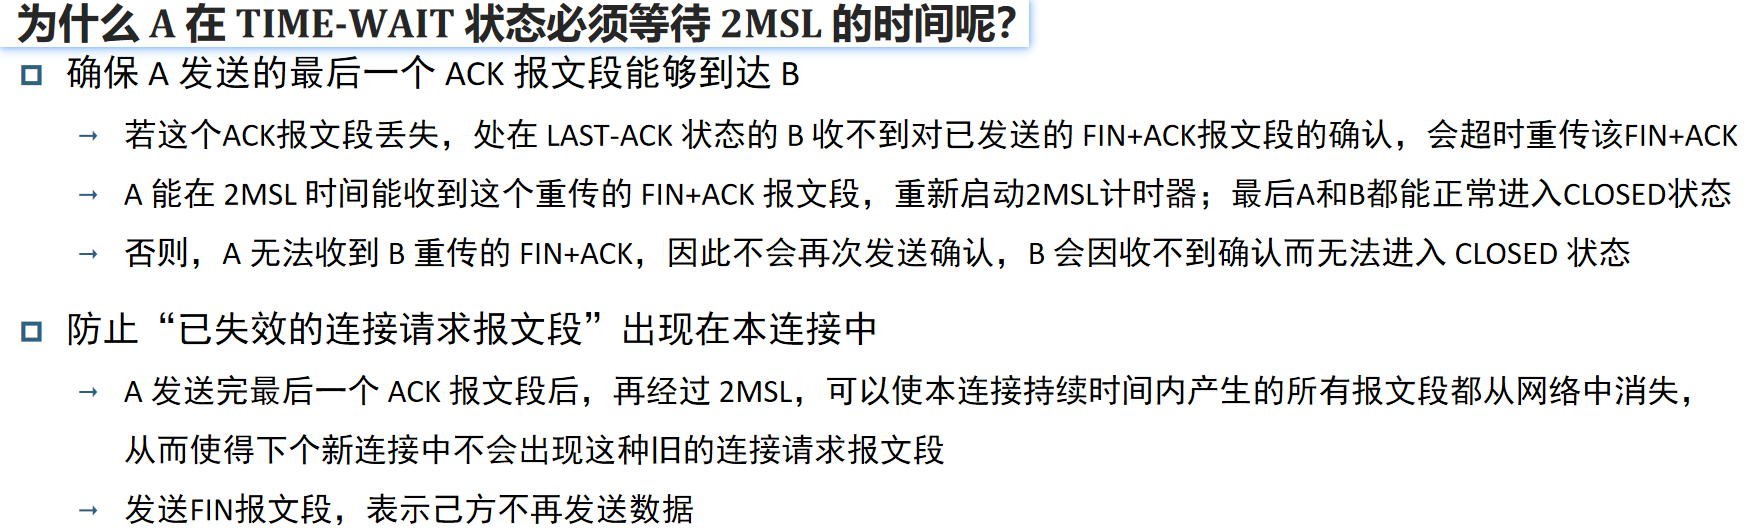 为什么 A 在 TIME-WAIT 状态必须等待 2MSL 的时间呢？
确保 A 发送的最后一个 ACK 报文段能够到达 B
→ 若这个ACK报文段丢失，处在 LAST-ACK 状态的 B 收不到对已发送的 FIN+ACK报文段的确认，会超时重传该FIN+ACK
→ A 能在 2MSL 时间能收到这个重传的 FIN+ACK 报文段，重新启动2MSL计时器；最后A和B都能正常进入CLOSED状态
→ 否则，A 无法收到 B 重传的 FIN+ACK，因此不会再次发送确认，B 会因收不到确认而无法进入 CLOSED 状态
防止“已失效的连接请求报文段”出现在本连接中
→ A 发送完最后一个 ACK 报文段后，再经过 2MSL，可以使本连接持续时间内产生的所有报文段都从网络中消失，
从而使得下个新连接中不会出现这种旧的连接请求报文段
→ 发送FIN报文段，表示己方不再发送数据